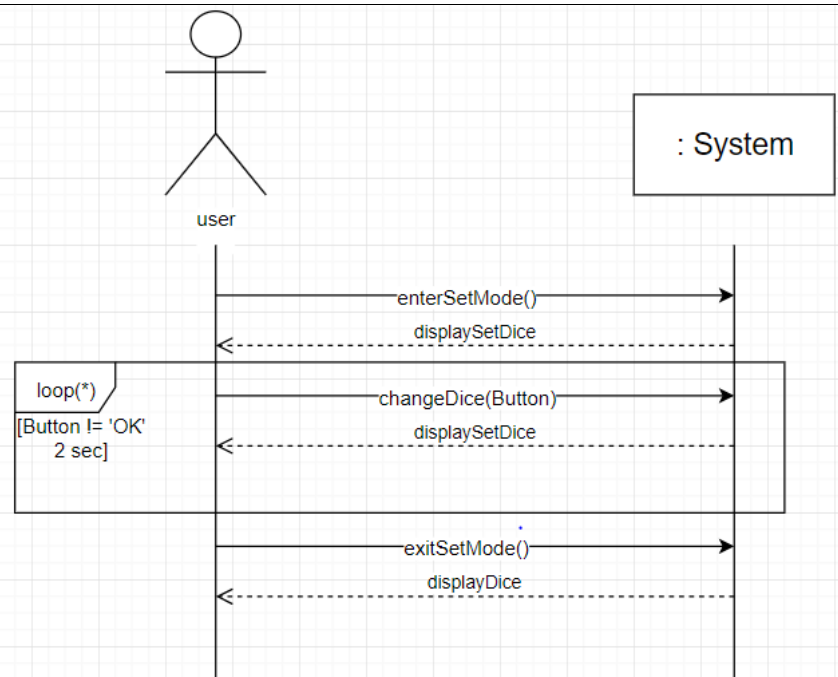 : System
user
enterSetMode()
displaySetDice
loop(*)
changeDice(Button)
[Button != 'OK'
2 sec]
displaySetDice
exitSetMode()
displayDice